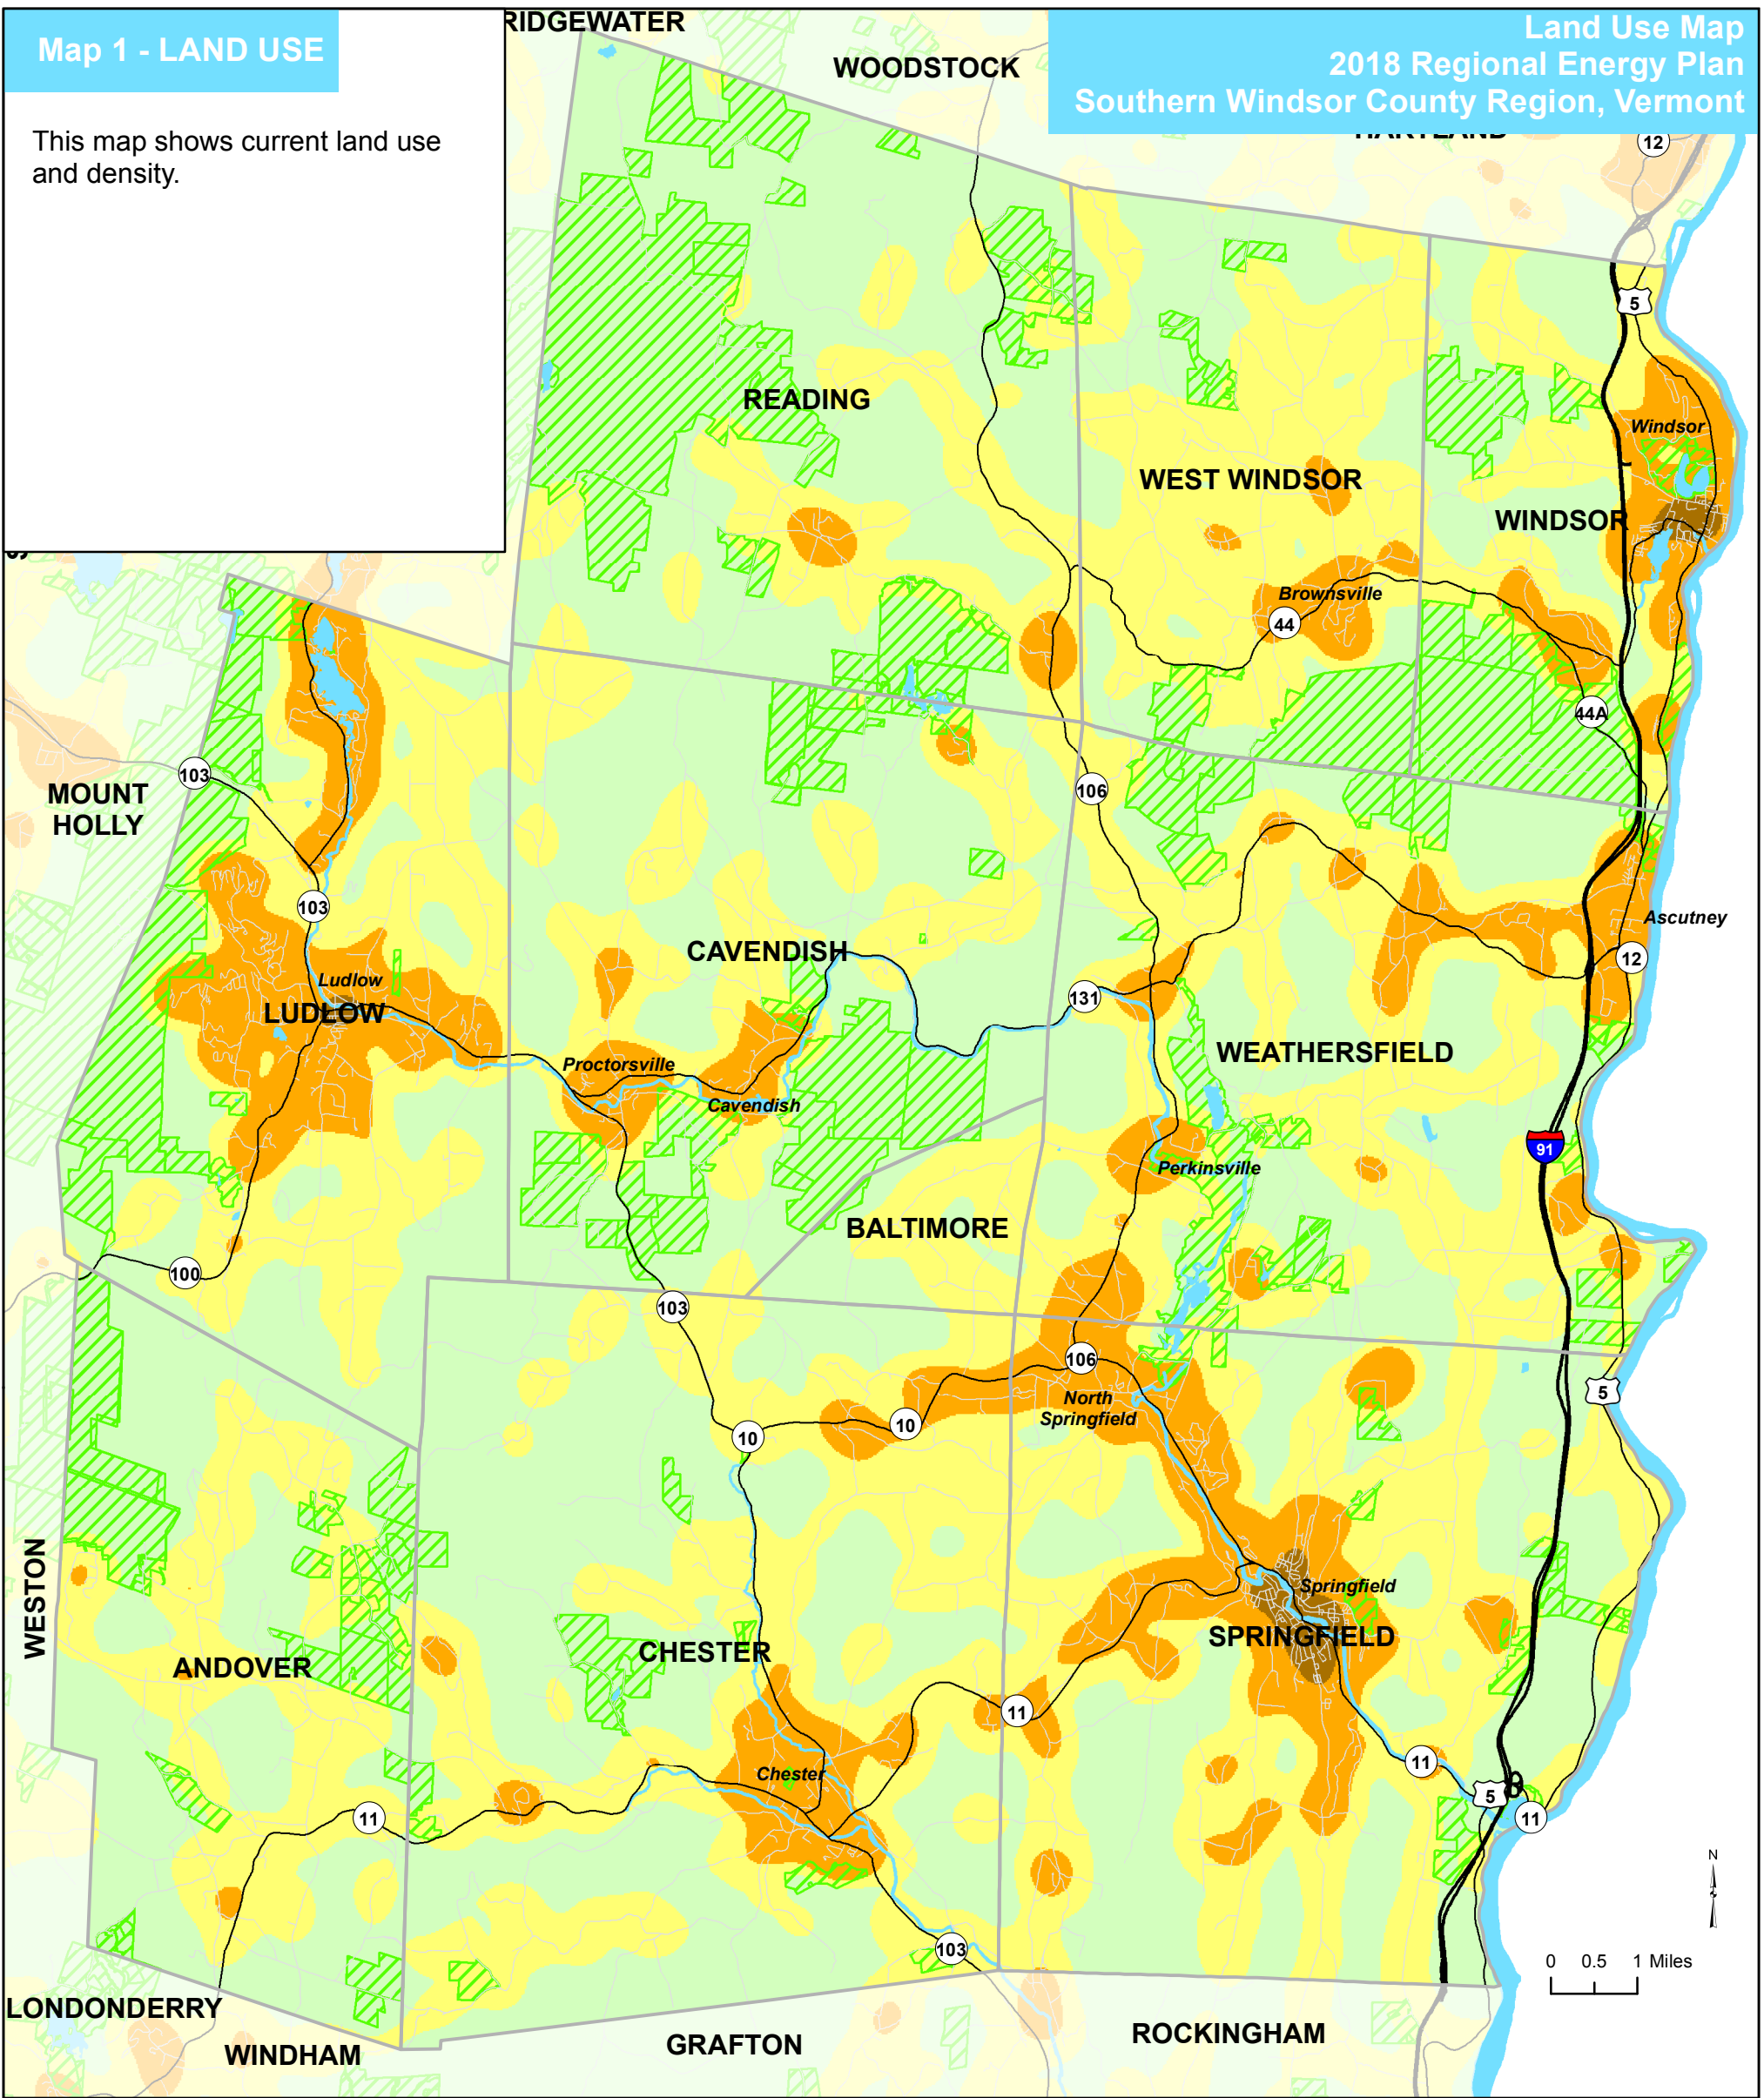 Map 1 - LAND USE
This map shows current land use
and density.
Land Use Map
2018 Regional Energy Plan
Southern Windsor County Region, Vermont
RIDGEWATER
WOODSTOCK
HARTLAND
12
5
READING
Windsor
WEST WINDSOR
WINDSOR
Brownsville
44
44A
103
106
MOUNT
HOLLY
103
Ascutney
CAVENDISH
12
Ludlow
131
LUDLOW
WEATHERSFIELD
Proctorsville
Cavendish
91
Perkinsville
BALTIMORE
100
103
106
5
North
Springfield
10
10
WESTON
Springfield
SPRINGFIELD
CHESTER
ANDOVER
11
11
Chester
5
11
11
N
103
0 0.5 1 Miles
LONDONDERRY
ROCKINGHAM
GRAFTON
WINDHAM